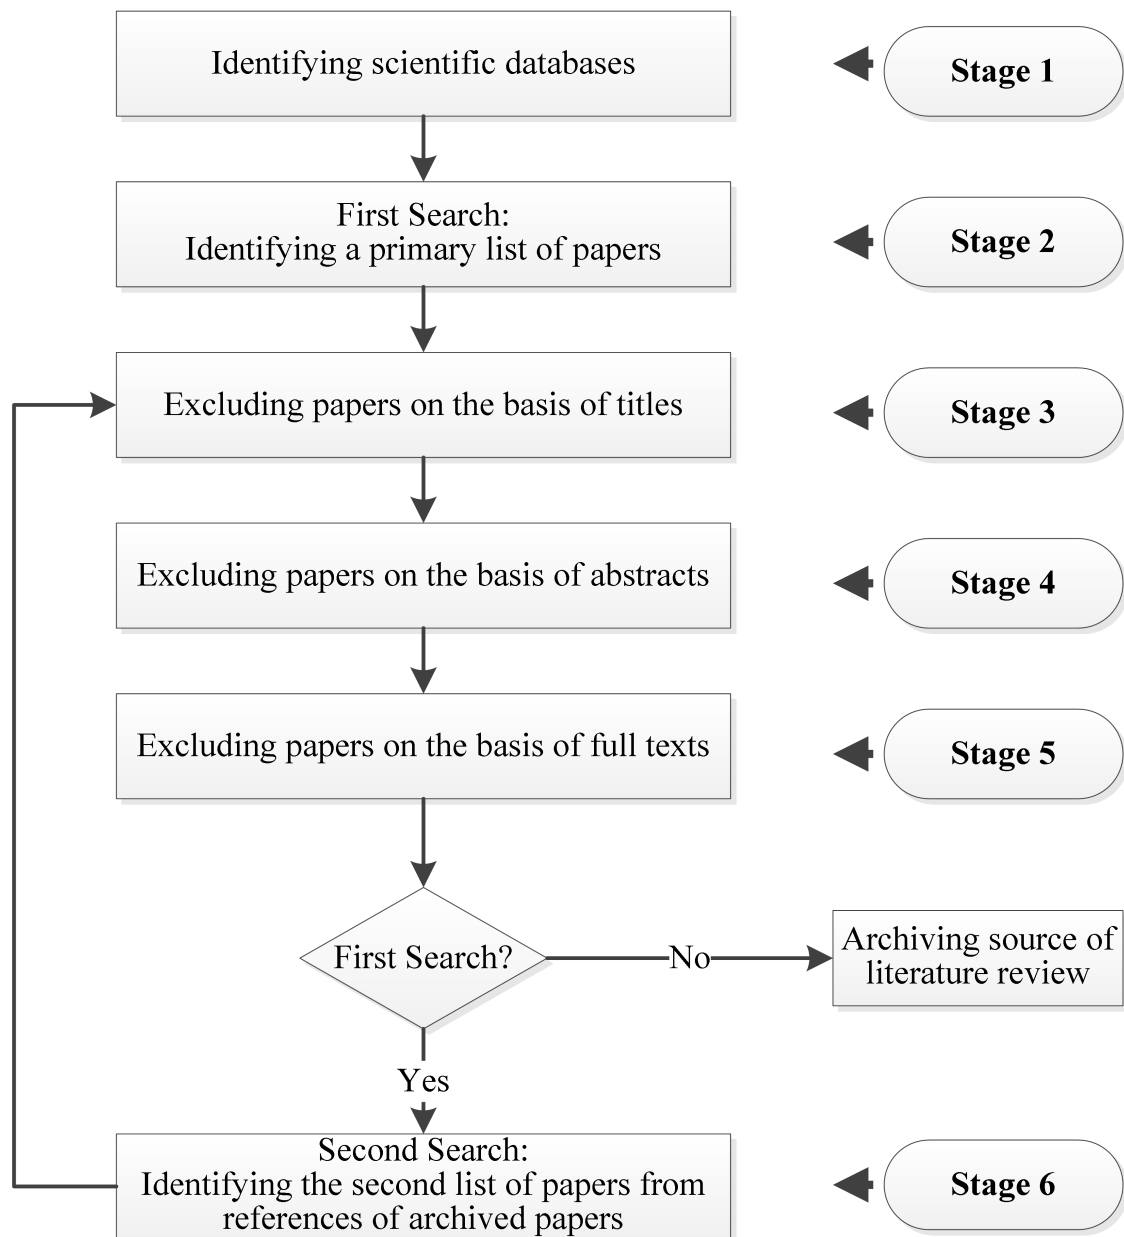 Identifying scientific databases
Stage 1
First Search:
Identifying a primary list of papers
Stage 2
Excluding papers on the basis of titles
Stage 3
Excluding papers on the basis of abstracts
Stage 4
Excluding papers on the basis of full texts
Stage 5
First Search?
No
Archiving source of
literature review
Yes
Second Search:
Identifying the second list of papers from
references of archived papers
Stage 6